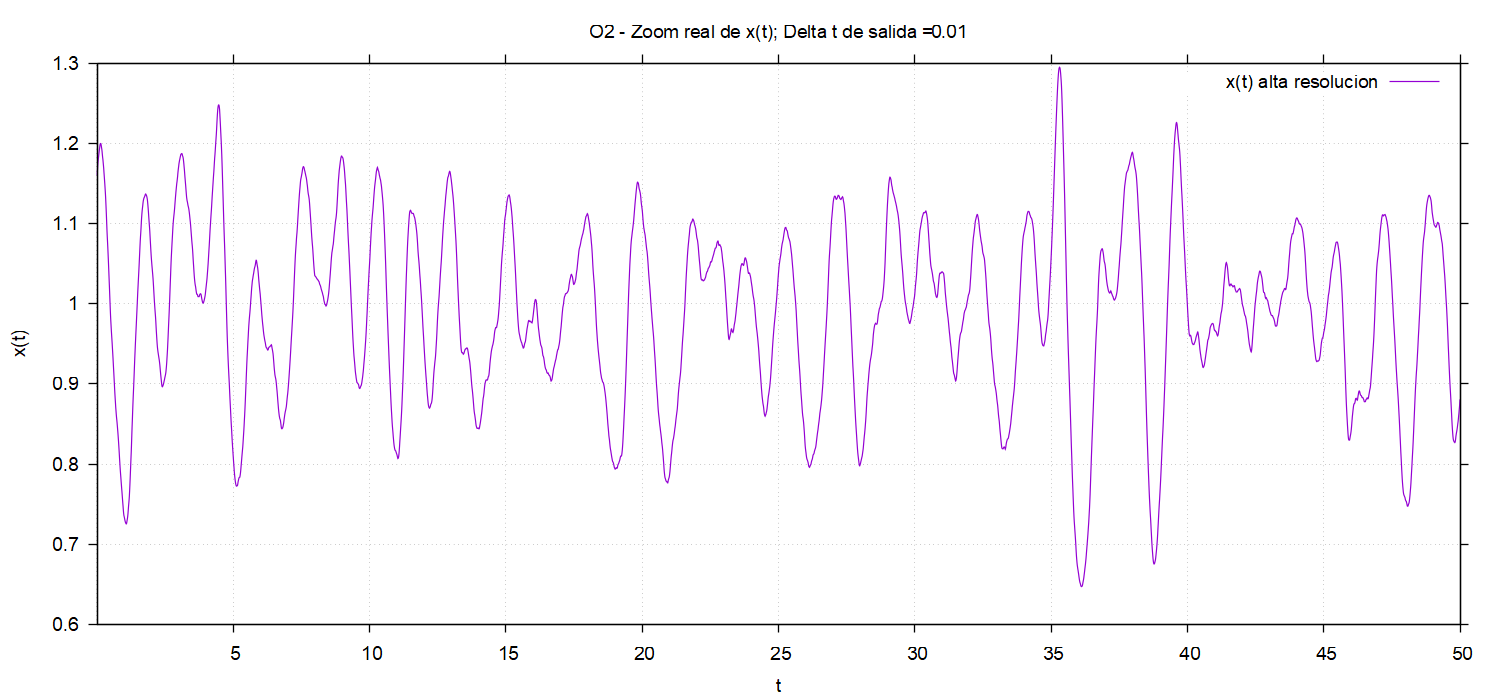 O2 - Zoom real de x(t); Delta t de salida =0.01
1.3
x(t) alta resolucion
1.2
1.1
1
0.9
0.8
0.7
0.6
x(t)
5 10 15 20 25 30 35 40 45 50
t